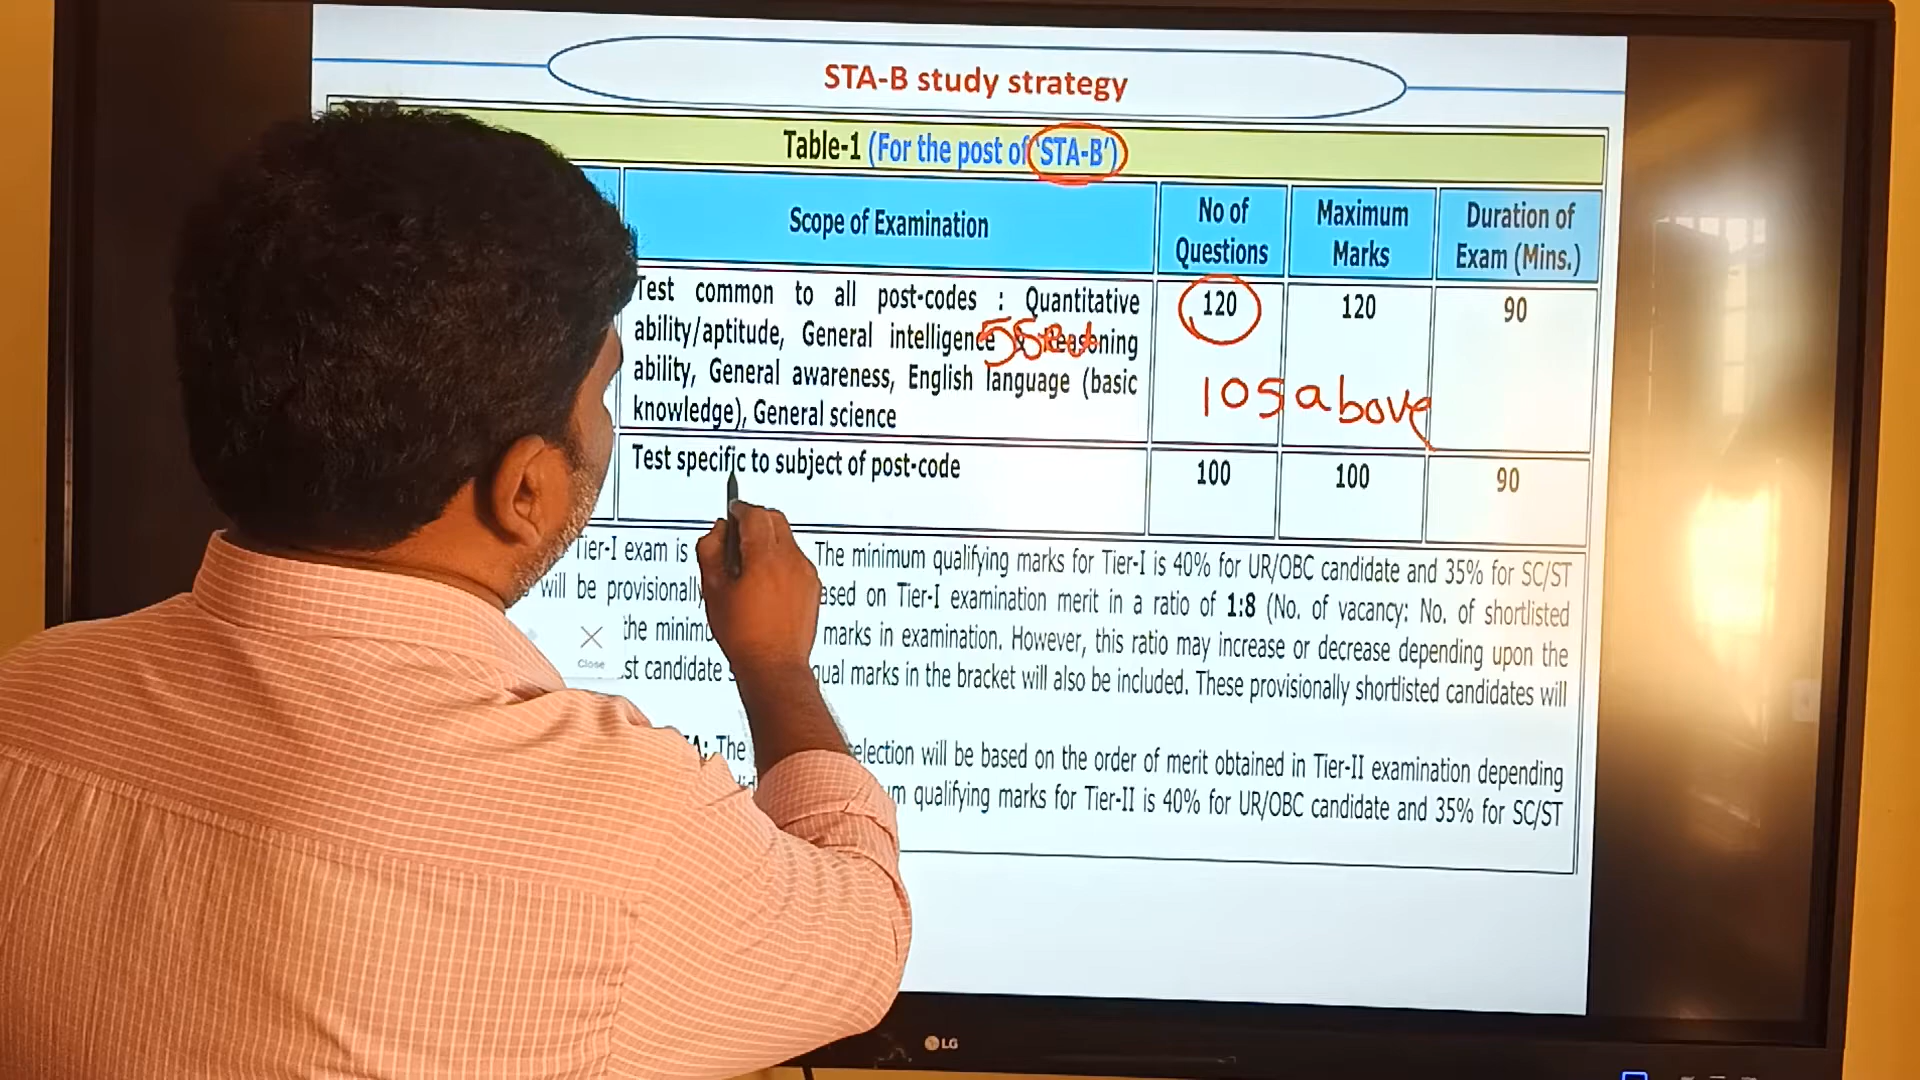 STA-B study strategy
Table-1 (For the post of 'STA-B')
Scope of Examination
No of
Questions
Maximum
Marks
Duration of
Exam (Mins.)
Test common to all post-codes : Quantitative
ability/aptitude, General intelligence & Reasoning
ability, General awareness, English language (basic
knowledge), General science
120
120
90
105 above
Test specific to subject of post-code
100
100
90
Tier-I exam is The minimum qualifying marks for Tier-I is 40% for UR/OBC candidate and 35% for SC/ST
will be provisionally based on Tier-I examination merit in a ratio of 1:8 (No. of vacancy: No. of shortlisted
the marks in examination. However, this ratio may increase or decrease depending upon the
candidate marks in the bracket will also be included. These provisionally shortlisted candidates will
The selection will be based on the order of merit obtained in Tier-II examination depending
qualifying marks for Tier-II is 40% for UR/OBC candidate and 35% for SC/ST
Close
LG